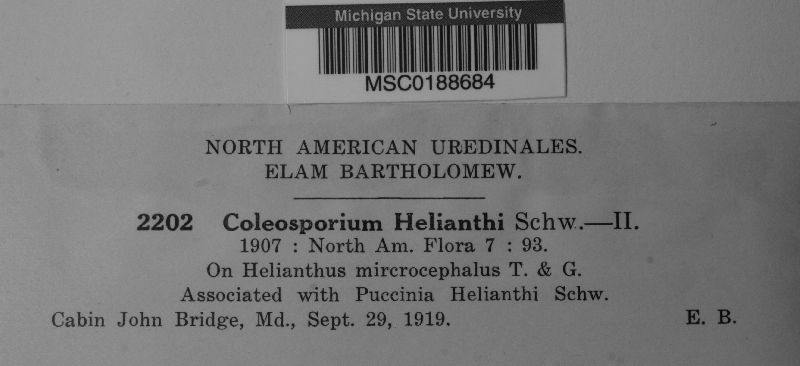 Michigan State University
MSC0188684
NORTH AMERICAN UREDINALES.
ELAM BARTHOLOMEW.
2202 Coleosporium Helianthi Schw.—II.
1907 : North Am. Flora 7 : 93.
On Helianthus mircrocephalus T. & G.
Associated with Puccinia Helianthi Schw.
Cabin John Bridge, Md., Sept. 29, 1919. E. B.